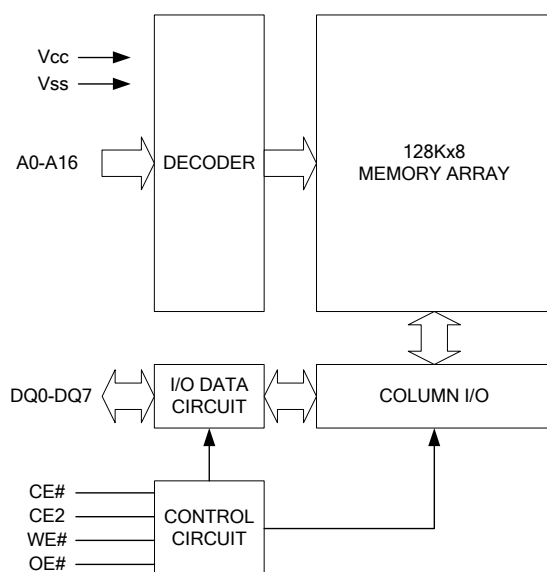 Vcc
Vss
A0-A16
DECODER
128Kx8
MEMORY ARRAY
DQ0-DQ7
I/O DATA
CIRCUIT
COLUMN I/O
CE#
CE2
WE#
OE#
CONTROL
CIRCUIT